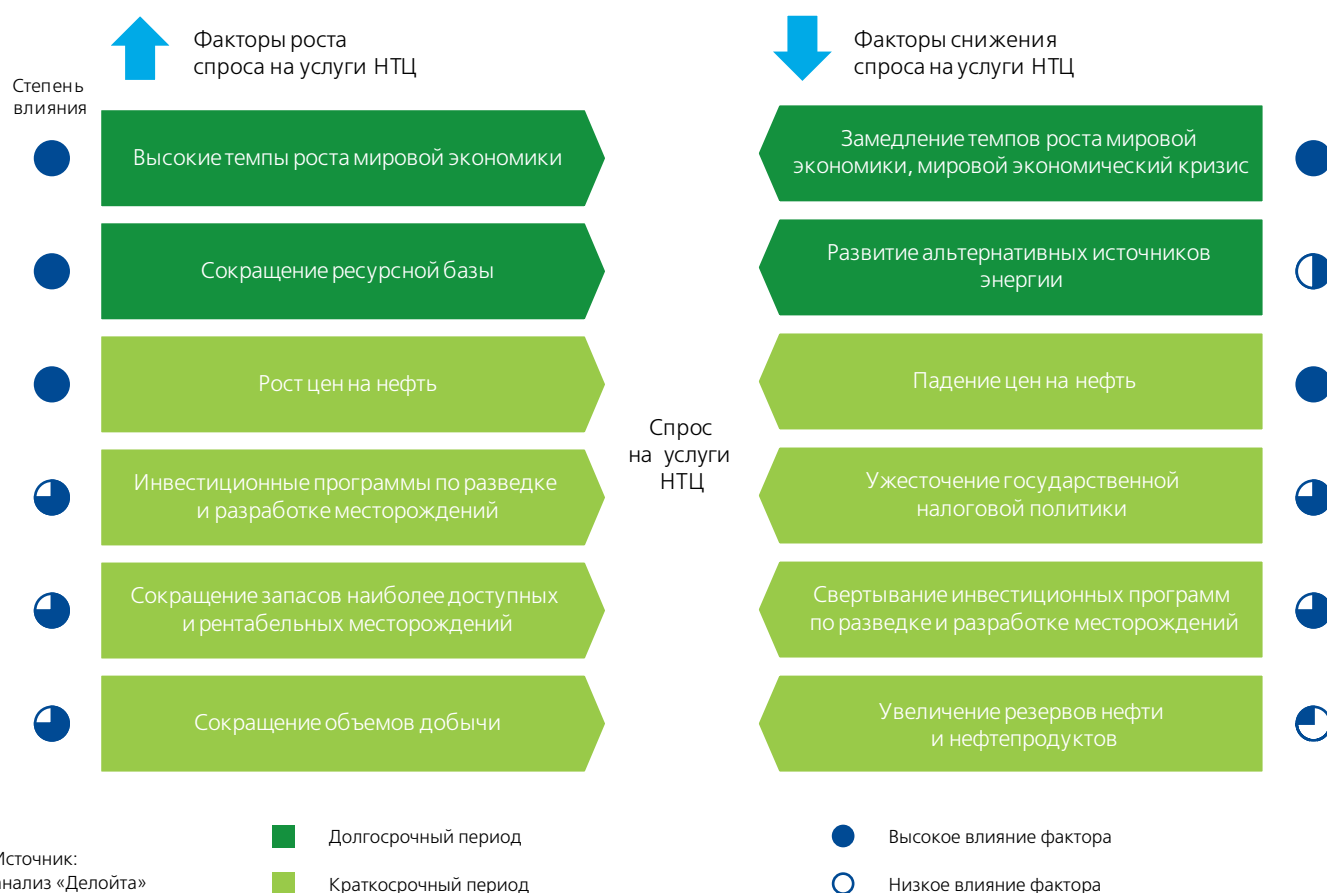 Факторы роста
спроса на услуги НТЦ
Факторы снижения
спроса на услуги НТЦ
Степень
влияния
Высокие темпы роста мировой экономики
Замедление темпов роста мировой
экономики, мировой экономический кризис
Сокращение ресурсной базы
Развитие альтернативных источников
энергии
Рост цен на нефть
Падение цен на нефть
Спрос
на услуги
НТЦ
Инвестиционные программы по разведке
и разработке месторождений
Ужесточение государственной
налоговой политики
Сокращение запасов наиболее доступных
и рентабельных месторождений
Свертывание инвестиционных программ
по разведке и разработке месторождений
Сокращение объемов добычи
Увеличение резервов нефти
и нефтепродуктов
Долгосрочный период
Высокое влияние фактора
Источник:
анализ «Делойта»
Краткосрочный период
Низкое влияние фактора